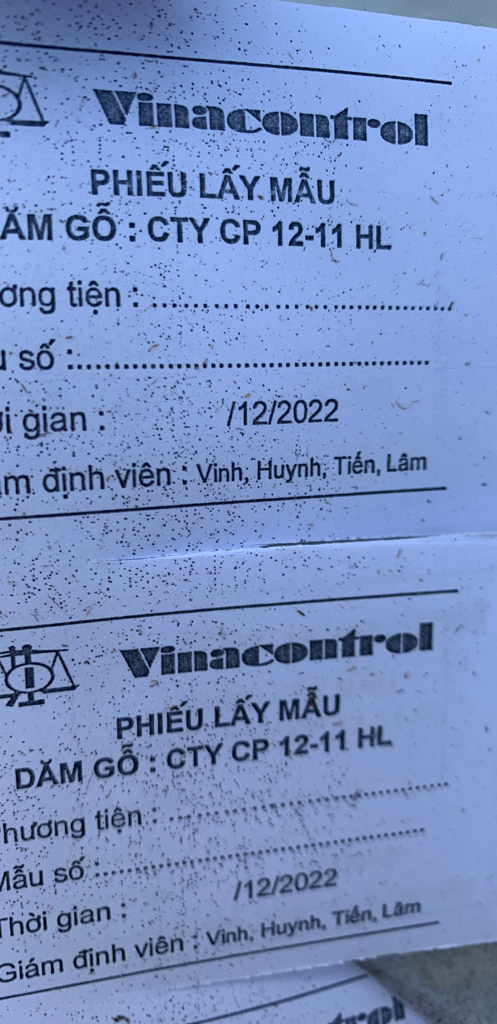 Vinacontrol
PHIẾU LẤY MẪU
ĂM GỖ : CTY CP 12-11 HL
ơng tiện : ........................................
u số :................................................
i gian : /12/2022
m định viên : Vinh, Huynh, Tiến, Lâm
Vinacontrol
PHIẾU LẤY MẪU
DĂM GỖ : CTY CP 12-11 HL
hương tiện : ........................................
Mẫu số :................................................
Thời gian : /12/2022
Giám định viên : Vinh, Huynh, Tiến, Lâm